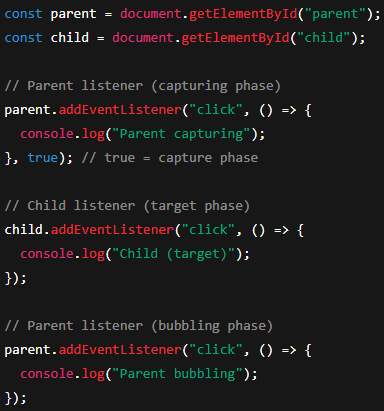 const parent = document.getElementById("parent");
const child = document.getElementById("child");

// Parent listener (capturing phase)
parent.addEventListener("click", () => {
  console.log("Parent capturing");
}, true); // true = capture phase

// Child listener (target phase)
child.addEventListener("click", () => {
  console.log("Child (target)");
});

// Parent listener (bubbling phase)
parent.addEventListener("click", () => {
  console.log("Parent bubbling");
});